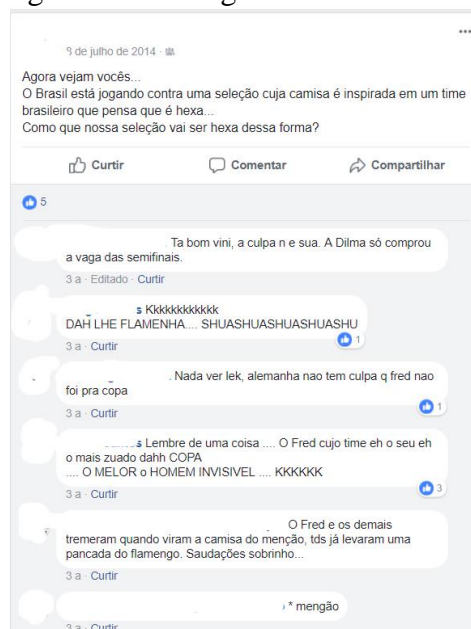 8 de julho de 2014
Agora vejam vocês...
O Brasil está jogando contra uma seleção cuja camisa é inspirada em um time
brasileiro que pensa que é hexa...
Como que nossa seleção vai ser hexa dessa forma?
Curtir Comentar Compartilhar
5
Ta bom vini, a culpa n e sua. A Dilma só comprou
a vaga das semifinais.
3 a · Editado · Curtir
s Kkkkkkkkkkkk
DAH LHE FLAMENHA.... SHUASHUASHUASHUASHU
1
3 a · Curtir
. Nada ver lek, alemanha nao tem culpa q fred nao
foi pra copa
1
3 a · Curtir
s Lembre de uma coisa .... O Fred cujo time eh o seu eh
o mais zuado dahh COPA
.... O MELOR o HOMEM INVISIVEL .... KKKKKK
3
3 a · Curtir
O Fred e os demais
tremeram quando viram a camisa do menção, tds já levaram uma
pancada do flamengo. Saudações sobrinho...
3 a · Curtir
* mengão
3 a · Curtir